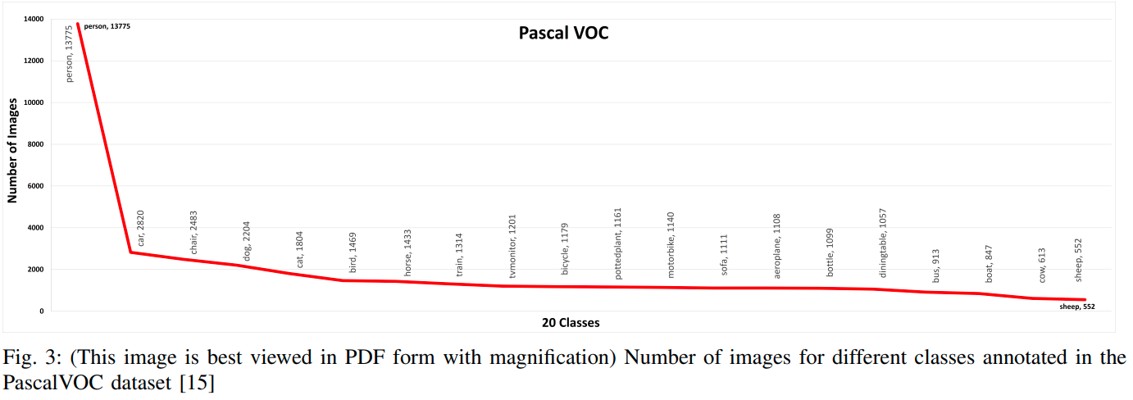 Pascal VOC
Number of Images
14000
12000
10000
8000
6000
4000
2000
0
person, 13775
person, 13775
car, 2820
chair, 2483
dog, 2204
cat, 1804
bird, 1469
horse, 1433
train, 1314
tvmonitor, 1201
bicycle, 1179
pottedplant, 1161
motorbike, 1140
sofa, 1111
aeroplane, 1108
bottle, 1099
diningtable, 1057
bus, 913
boat, 847
cow, 613
sheep, 552
sheep, 552
20 Classes
Fig. 3: (This image is best viewed in PDF form with magnification) Number of images for different classes annotated in the
PascalVOC dataset [15]